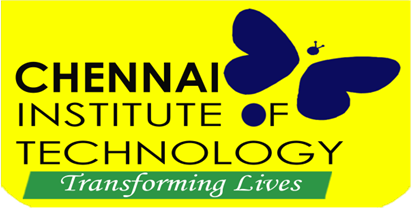 CHENNAI
INSTITUTE OF
TECHNOLOGY
Transforming Lives